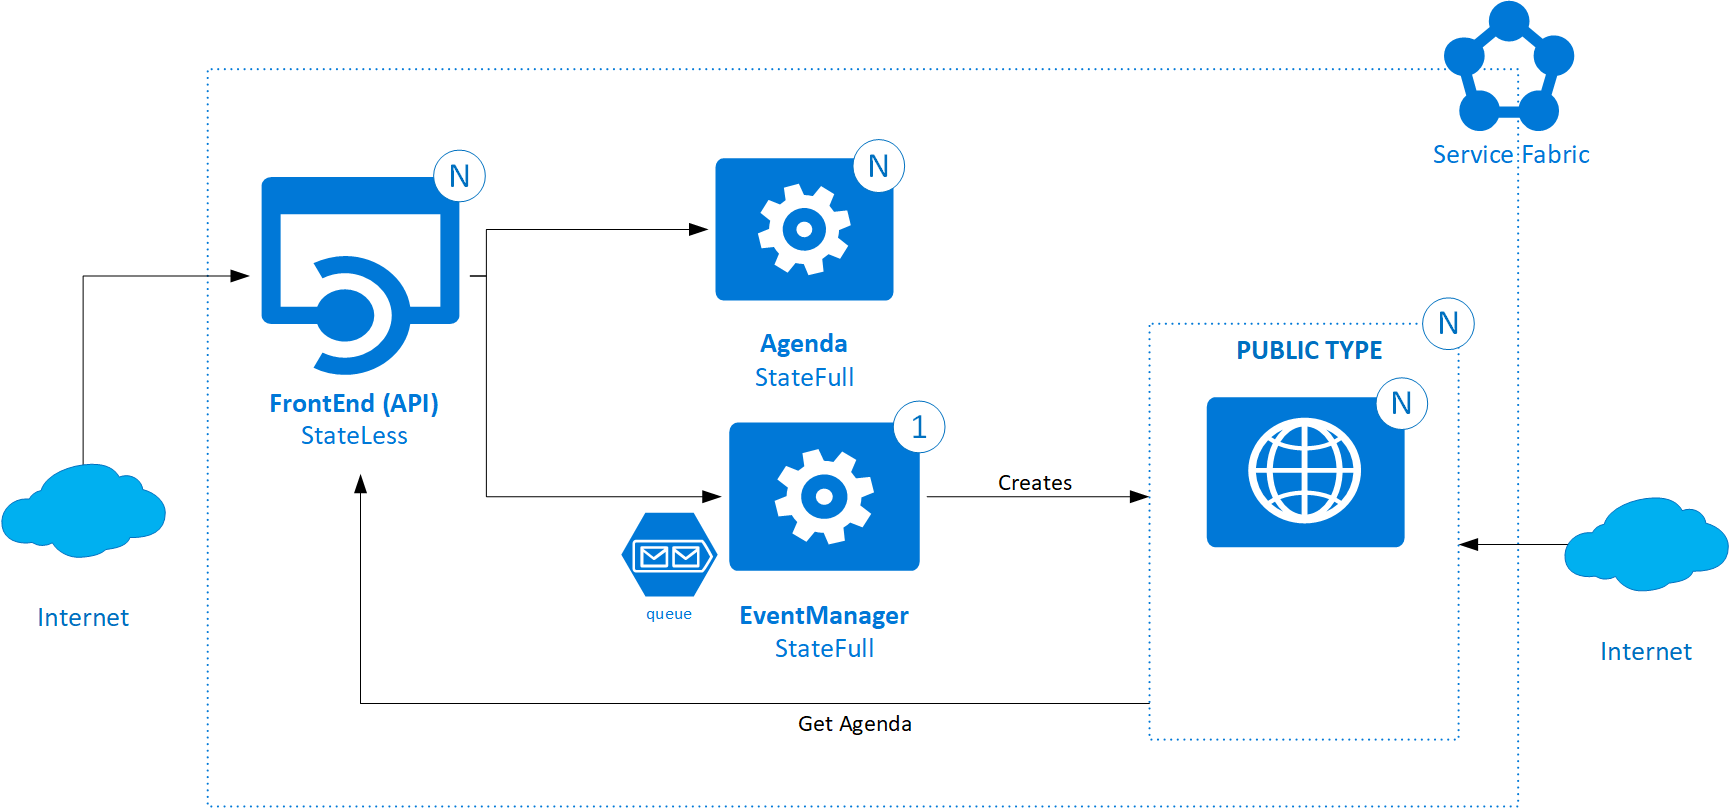 Service Fabric
N
N
FrontEnd (API)
StateLess
Agenda
StateFull
N
PUBLIC TYPE
N
1
Creates
queue
EventManager
StateFull
Internet
Internet
Get Agenda